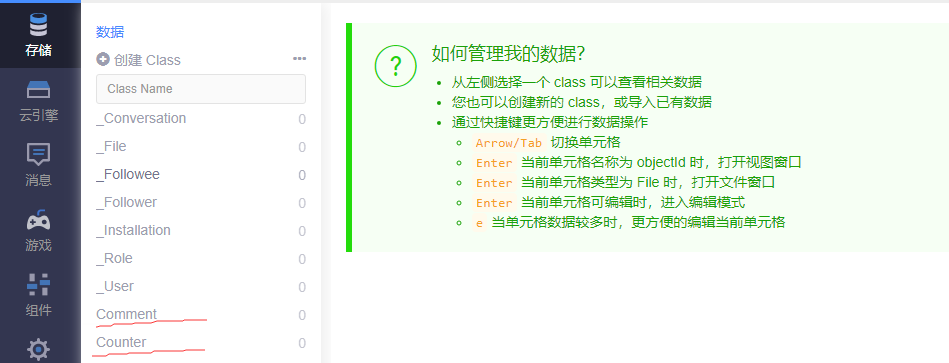 存储
云引擎
消息
游戏
组件
数据
创建 Class
Class Name
_Conversation 0
_File 0
_Followee 0
_Follower 0
_Installation 0
_Role 0
_User 0
Comment 0
Counter 0
?
如何管理我的数据？
从左侧选择一个 class 可以查看相关数据
您也可以创建新的 class，或导入已有数据
通过快捷键更方便进行数据操作
Arrow/Tab 切换单元格
Enter 当前单元格名称为 objectId 时，打开视图窗口
Enter 当前单元格类型为 File 时，打开文件窗口
Enter 当前单元格可编辑时，进入编辑模式
e 当单元格数据较多时，更方便的编辑当前单元格